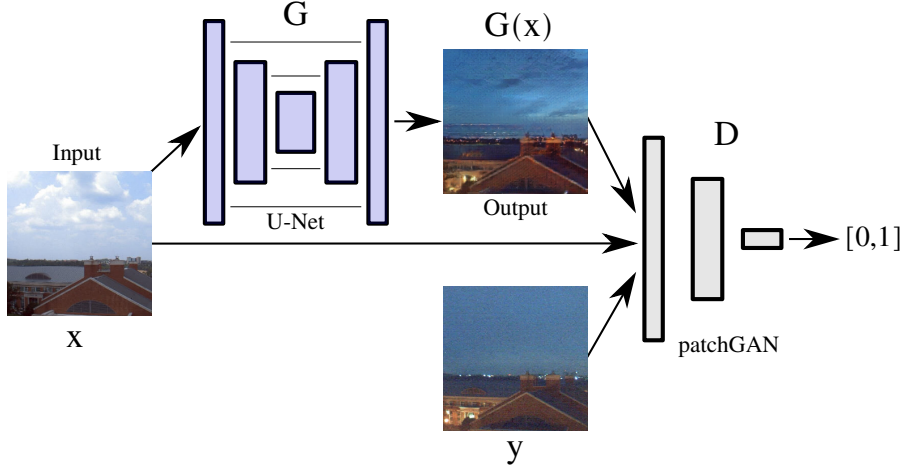 G
G(x)
D
Input
U-Net
Output
[0,1]
x
patchGAN
y